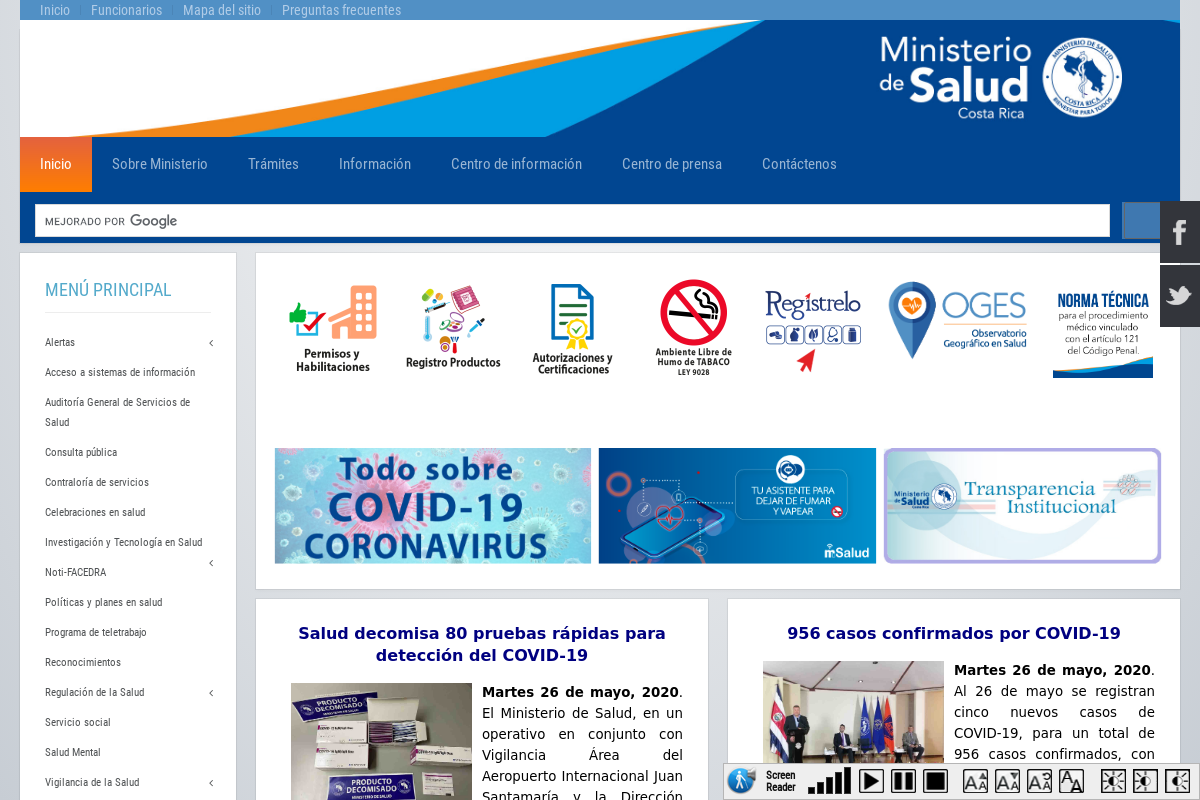 Inicio Funcionarios Mapa del sitio Preguntas frecuentes
Ministerio
de Salud
Costa Rica
MINISTERIO DE SALUD
COSTA RICA
BIENESTAR PARA TODOS
Inicio Sobre Ministerio Trámites Información Centro de información Centro de prensa Contáctenos
MEJORADO POR Google
MENÚ PRINCIPAL
Alertas
Acceso a sistemas de información
Auditoría General de Servicios de
Salud
Consulta pública
Contraloría de servicios
Celebraciones en salud
Investigación y Tecnología en Salud
Noti-FACEDRA
Políticas y planes en salud
Programa de teletrabajo
Reconocimientos
Regulación de la Salud
Servicio social
Salud Mental
Vigilancia de la Salud
Permisos y
Habilitaciones
Registro Productos
Autorizaciones y
Certificaciones
Ambiente Libre de
Humo de TABACO
LEY 9028
Regístrelo
OGES
Observatorio
Geográfico en Salud
NORMA TÉCNICA
para el procedimiento
médico vinculado
con el artículo 121
del Código Penal.
Todo sobre
COVID-19
CORONAVIRUS
TU ASISTENTE PARA
DEJAR DE FUMAR
Y VAPEAR
mSalud
Ministerio
de Salud
Costa Rica
Transparencia
Institucional
Salud decomisa 80 pruebas rápidas para
detección del COVID-19
PRODUCTO
DECOMISADO
PRODUCTO
DECOMISADO
Martes 26 de mayo, 2020.
El Ministerio de Salud, en un
operativo en conjunto con
Vigilancia Área del
Aeropuerto Internacional Juan
Santamaría y la Dirección
956 casos confirmados por COVID-19
Martes 26 de mayo, 2020.
Al 26 de mayo se registran
cinco nuevos casos de
COVID-19, para un total de
956 casos confirmados, con
Screen
Reader